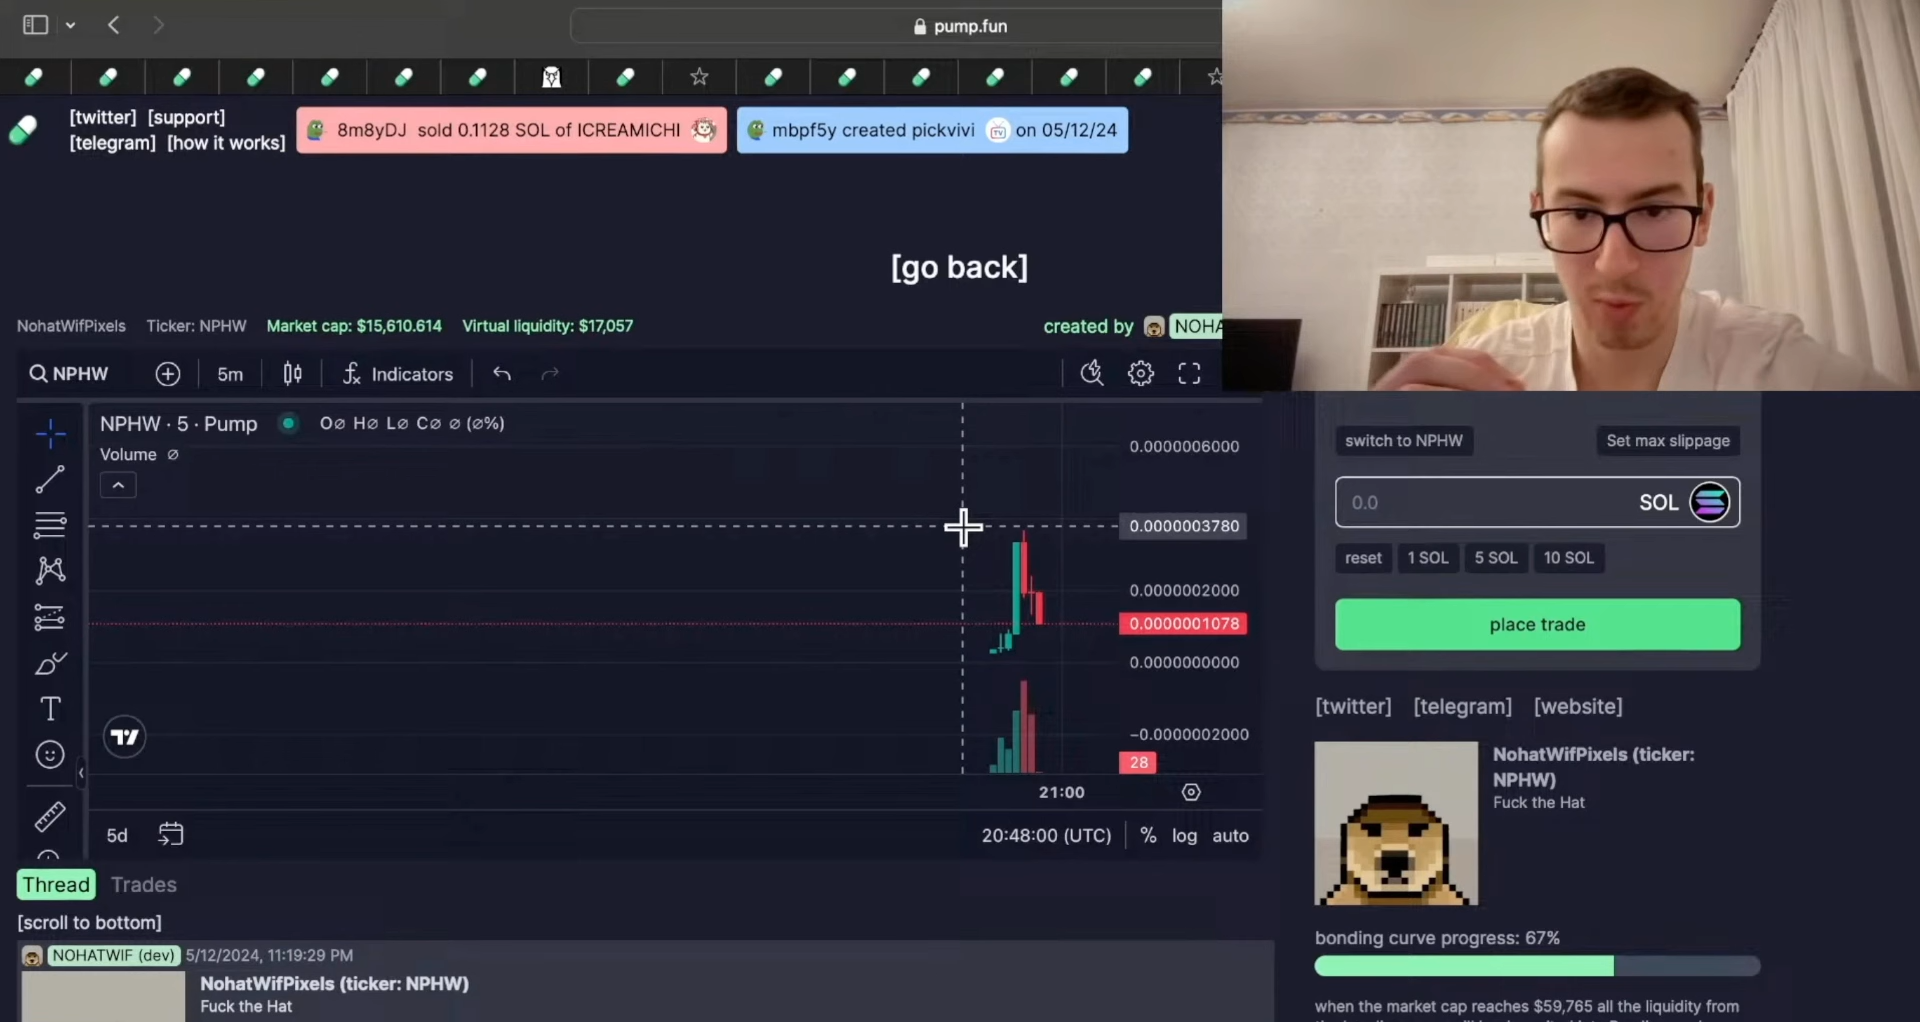 pump.fun
[twitter] [support]
[telegram] [how it works]
8m8yDJ sold 0.1128 SOL of ICREAMICHI
mbpf5y created pickvivi
TV
on 05/12/24
[go back]
NohatWifPixels Ticker: NPHW Market cap: $15,610.614 Virtual liquidity: $17,057
created by NOHA
NPHW 5m Indicators
NPHW · 5 · Pump O∅ H∅ L∅ C∅ ∅ (∅%)
Volume ∅
0.0000006000
0.0000003780
0.0000002000
0.0000001078
0.0000000000
−0.0000002000
28
21:00
5d 20:48:00 (UTC) % log auto
switch to NPHW Set max slippage
0.0 SOL
reset 1 SOL 5 SOL 10 SOL
place trade
[twitter] [telegram] [website]
NohatWifPixels (ticker:
NPHW)
Fuck the Hat
bonding curve progress: 67%
when the market cap reaches $59,765 all the liquidity from
Thread Trades
[scroll to bottom]
NOHATWIF (dev) 5/12/2024, 11:19:29 PM
NohatWifPixels (ticker: NPHW)
Fuck the Hat